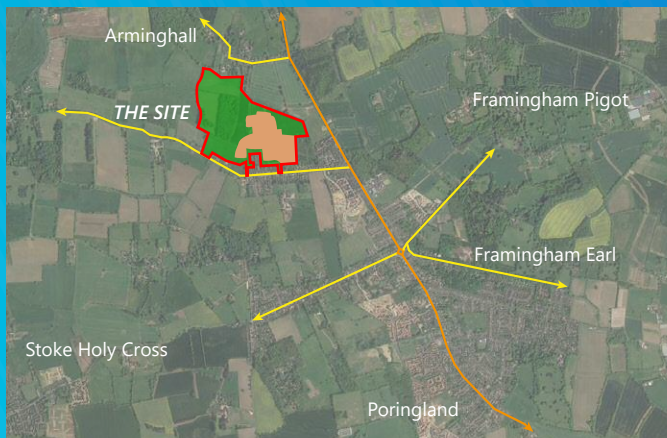 Arminghall
Framingham Pigot
THE SITE
Framingham Earl
Stoke Holy Cross
Poringland